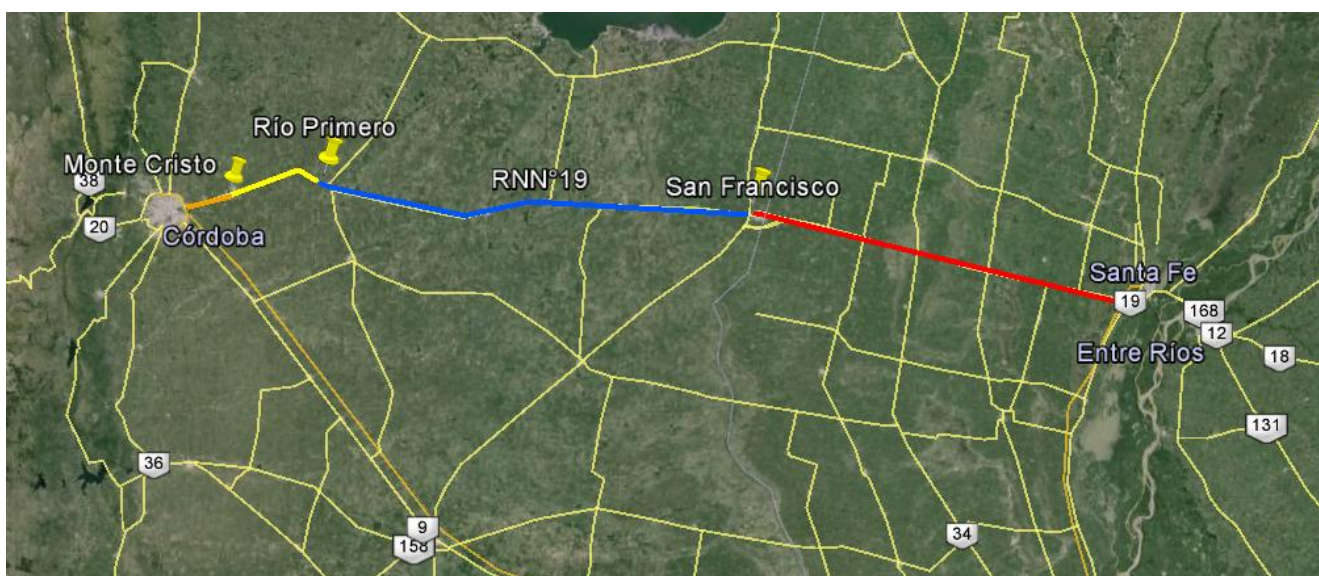 Río Primero
Monte Cristo
38
RNN°19
San Francisco
20
Córdoba
Santa Fe
19
168
12
Entre Ríos
18
131
36
9
34
158